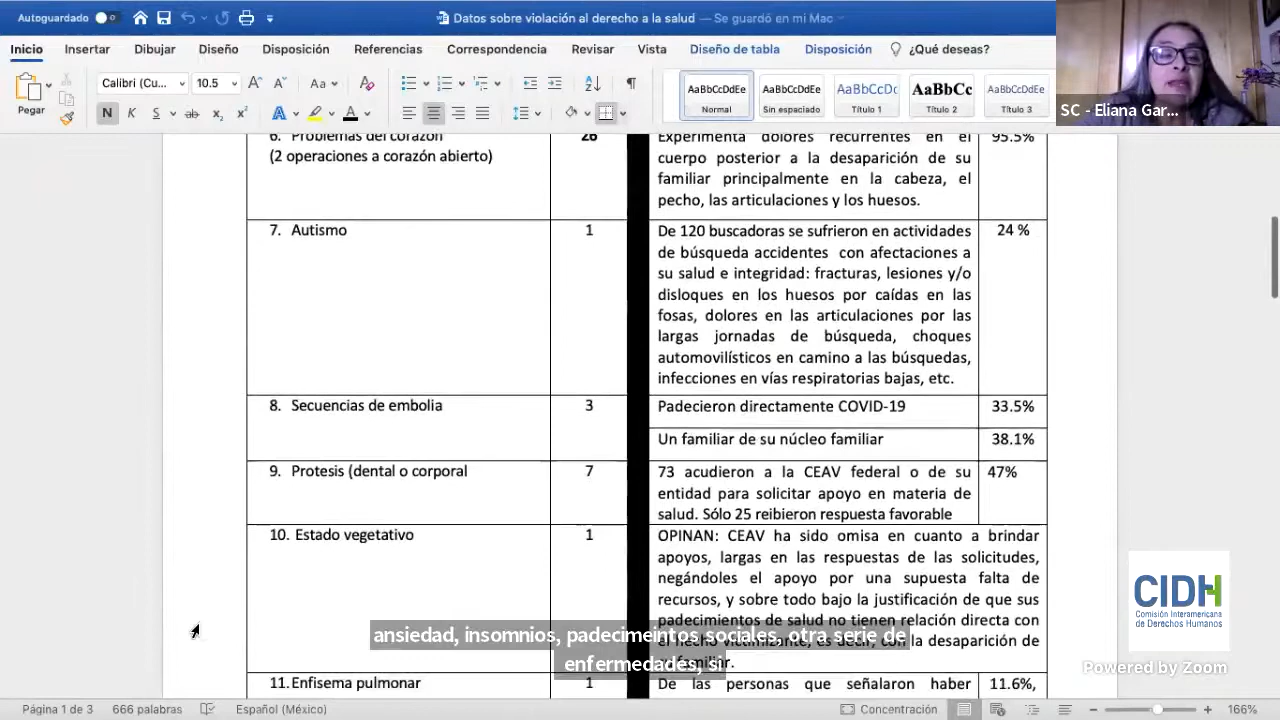 Autoguardado
Datos sobre violación al derecho a la salud — Se guardó en mi Mac
Inicio
Insertar
Dibujar
Diseño
Disposición
Referencias
Correspondencia
Revisar
Vista
Diseño de tabla
Disposición
¿Qué deseas?
Pegar
Calibri (Cu...
10.5
N K S ab x₂ x²
AaBbCcDdEe
Normal
AaBbCcDdEe
Sin espaciado
AaBbCcDc
Título 1
AaBbCc
Título 2
AaBbCcDdEe
Título 3
SC - Eliana Gar...
6. Problemas del corazón
(2 operaciones a corazón abierto)
26
Experimenta dolores recurrentes en el
cuerpo posterior a la desaparición de su
familiar principalmente en la cabeza, el
pecho, las articulaciones y los huesos.
95.5%
7. Autismo
1
De 120 buscadoras se sufrieron en actividades
de búsqueda accidentes con afectaciones a
su salud e integridad: fracturas, lesiones y/o
disloques en los huesos por caídas en las
fosas, dolores en las articulaciones por las
largas jornadas de búsqueda, choques
automovilísticos en camino a las búsquedas,
infecciones en vías respiratorias bajas, etc.
24 %
8. Secuencias de embolia
3
Padecieron directamente COVID-19
33.5%
Un familiar de su núcleo familiar
38.1%
9. Protesis (dental o corporal
7
73 acudieron a la CEAV federal o de su
entidad para solicitar apoyo en materia de
salud. Sólo 25 reibieron respuesta favorable
47%
10. Estado vegetativo
1
OPINAN: CEAV ha sido omisa en cuanto a brindar
apoyos, largas en las respuestas de las solicitudes,
negándoles el apoyo por una supuesta falta de
recursos, y sobre todo bajo la justificación de que sus
padecimientos de salud no tienen relación directa con
el hecho victimizante, es decir, con la desaparición de
su familiar.
11. Enfisema pulmonar
1
De las personas que señalaron haber
11.6%,
ansiedad, insomnios, padecimeintos sociales, otra serie de
enfermedades, sin
CIDH
Comisión Interamericana
de Derechos Humanos
Powered by Zoom
Página 1 de 3
666 palabras
Español (México)
Concentración
166%